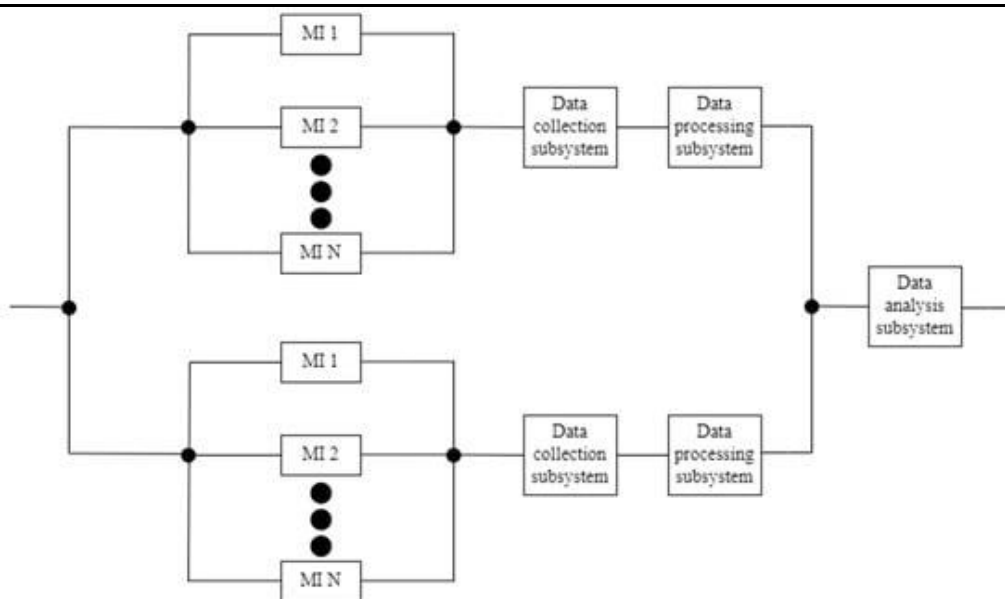 MI 1
MI 2
MI N
Data
collection
subsystem
Data
processing
subsystem
Data
analysis
subsystem
MI 1
MI 2
MI N
Data
collection
subsystem
Data
processing
subsystem